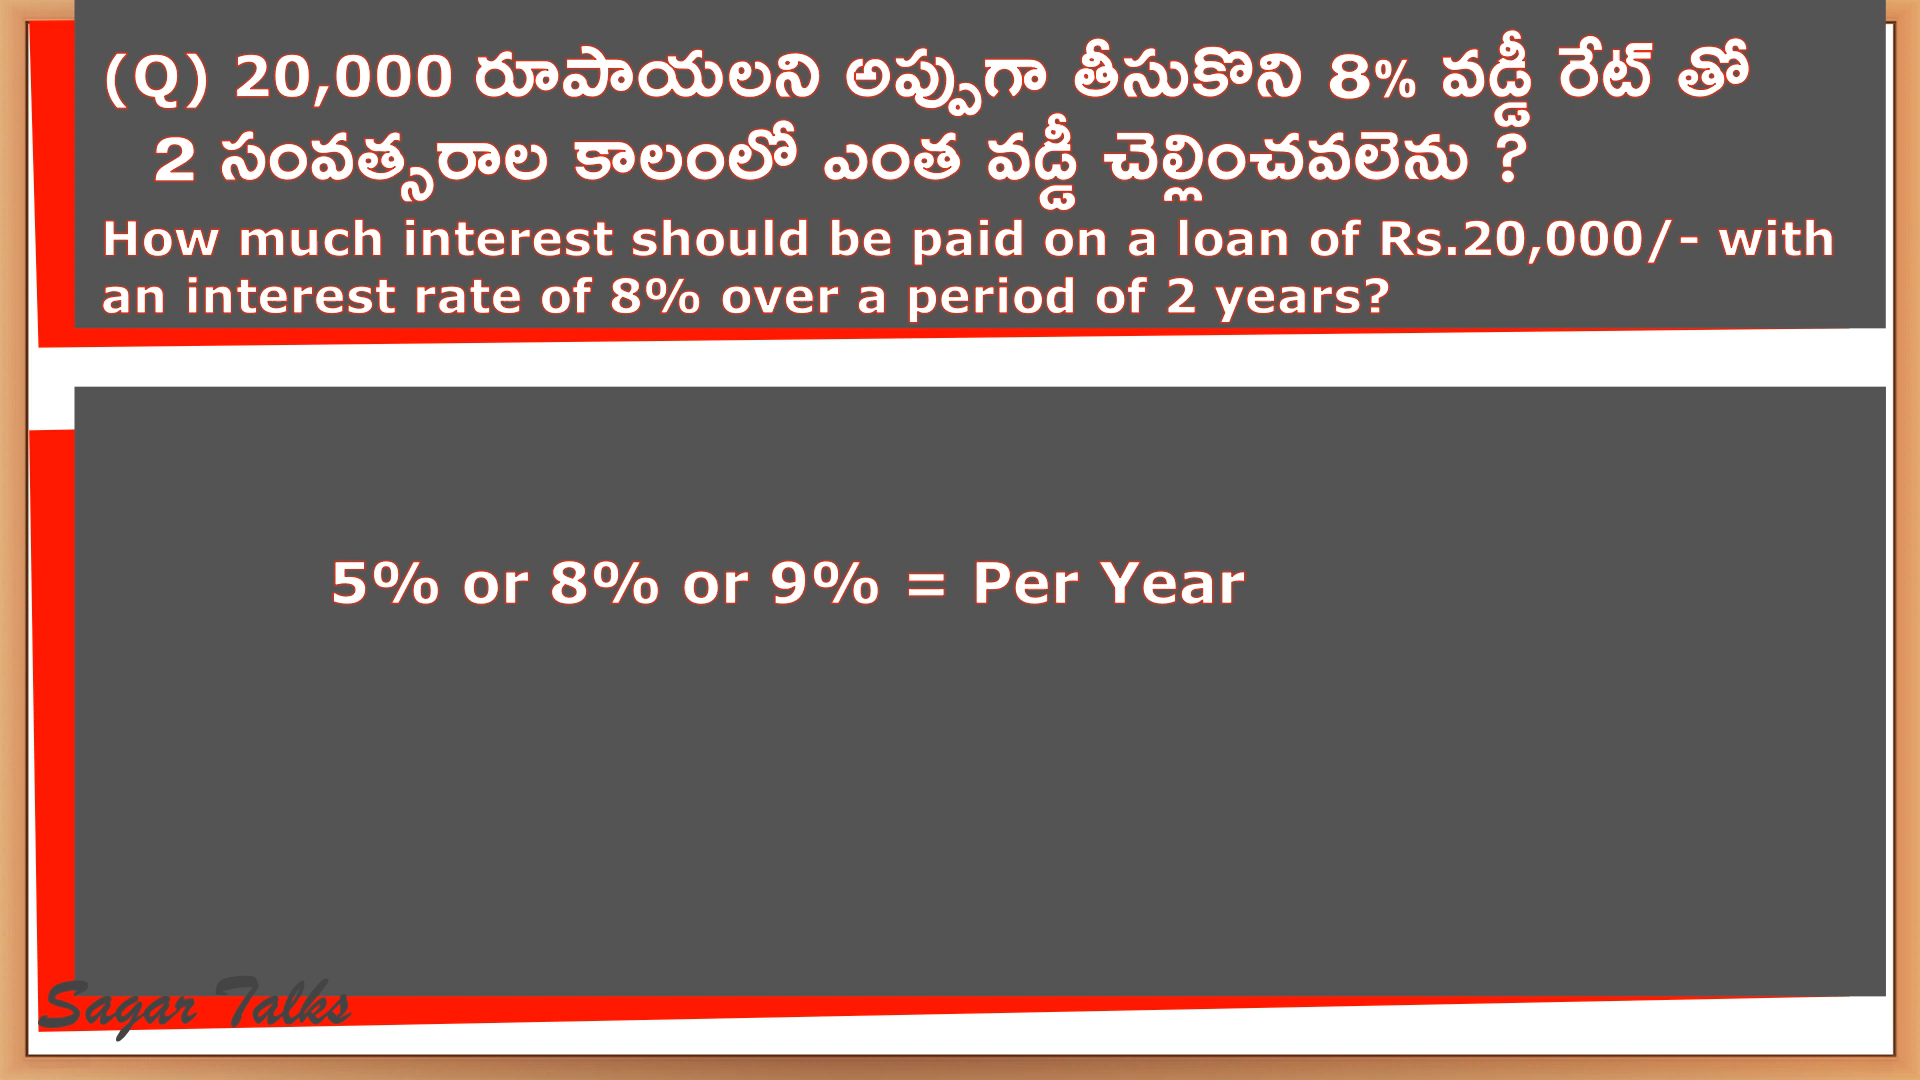 (Q) 20,000 రూపాయలని అప్పుగా తీసుకొని 8% వడ్డీ రేట్ తో
2 సంవత్సరాల కాలంలో ఎంత వడ్డీ చెల్లించవలెను ?
How much interest should be paid on a loan of Rs.20,000/- with
an interest rate of 8% over a period of 2 years?
5% or 8% or 9% = Per Year
Sagar Talks